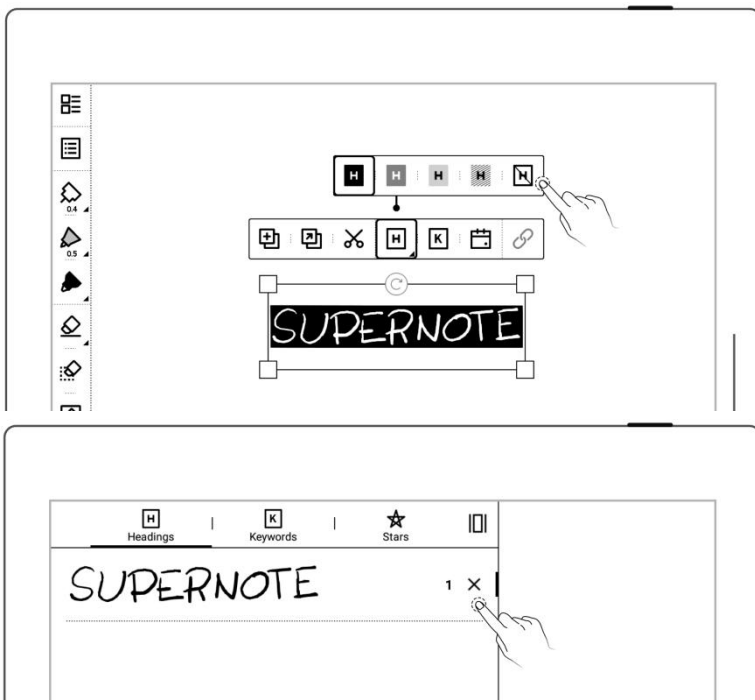 0.4
0.5
H H H H H
H K
SUPERNOTE
H K
Headings | Keywords | Stars
SUPERNOTE 1 ×